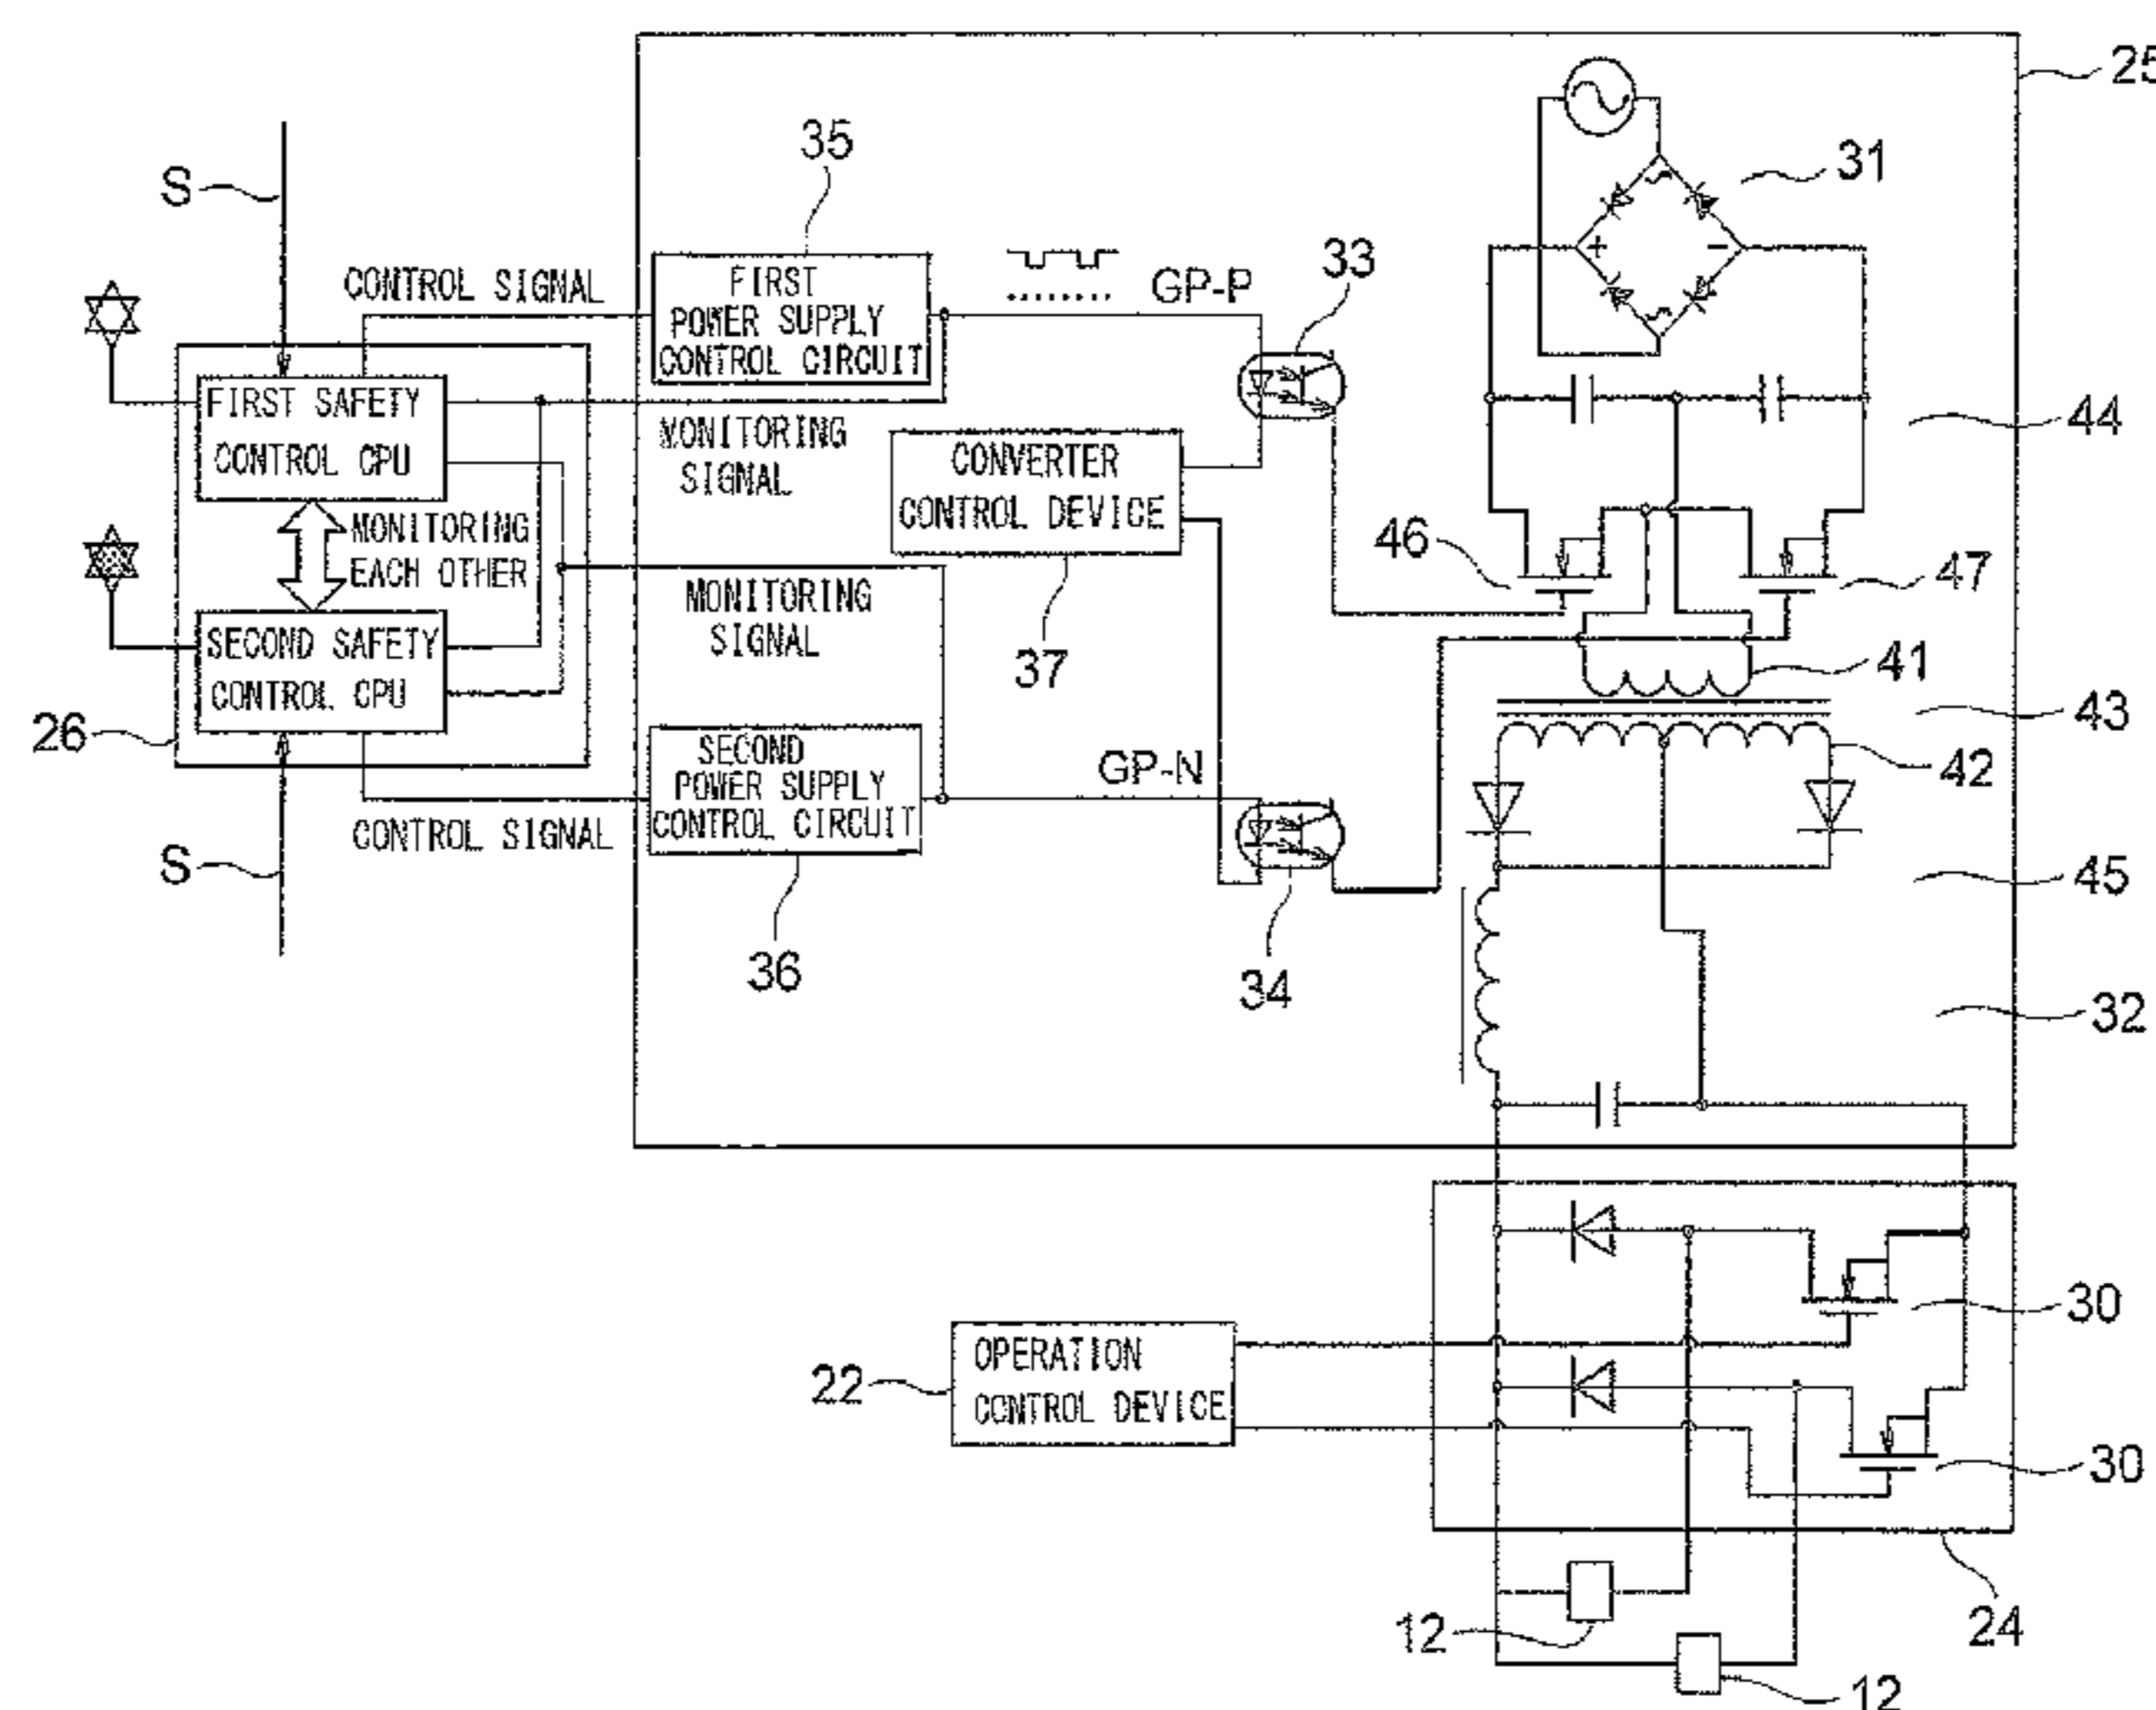 25
35
31
S
33
CONTROL SIGNAL
FIRST
POWER SUPPLY
CONTROL CIRCUIT
GP-P
+
-
FIRST SAFETY
CONTROL CPU
MONITORING
SIGNAL
CONVERTER
CONTROL DEVICE
44
46
47
MONITORING
EACH OTHER
MONITORING
SIGNAL
37
41
SECOND SAFETY
CONTROL CPU
26
43
SECOND
POWER SUPPLY
CONTROL CIRCUIT
GP-N
42
CONTROL SIGNAL
S
45
36
34
32
30
OPERATION
CONTROL DEVICE
22
30
24
12
12